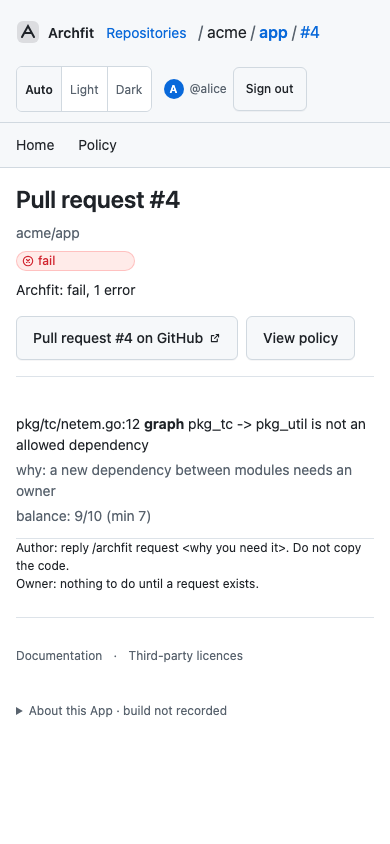 Archfit Repositories / acme / app / #4
Auto Light Dark A @alice Sign out
Home Policy
Pull request #4
acme/app
fail
Archfit: fail, 1 error
Pull request #4 on GitHub View policy
pkg/tc/netem.go:12 graph pkg_tc -> pkg_util is not an
allowed dependency
why: a new dependency between modules needs an
owner
balance: 9/10 (min 7)
Author: reply /archfit request <why you need it>. Do not copy
the code.
Owner: nothing to do until a request exists.
Documentation · Third-party licences
About this App · build not recorded